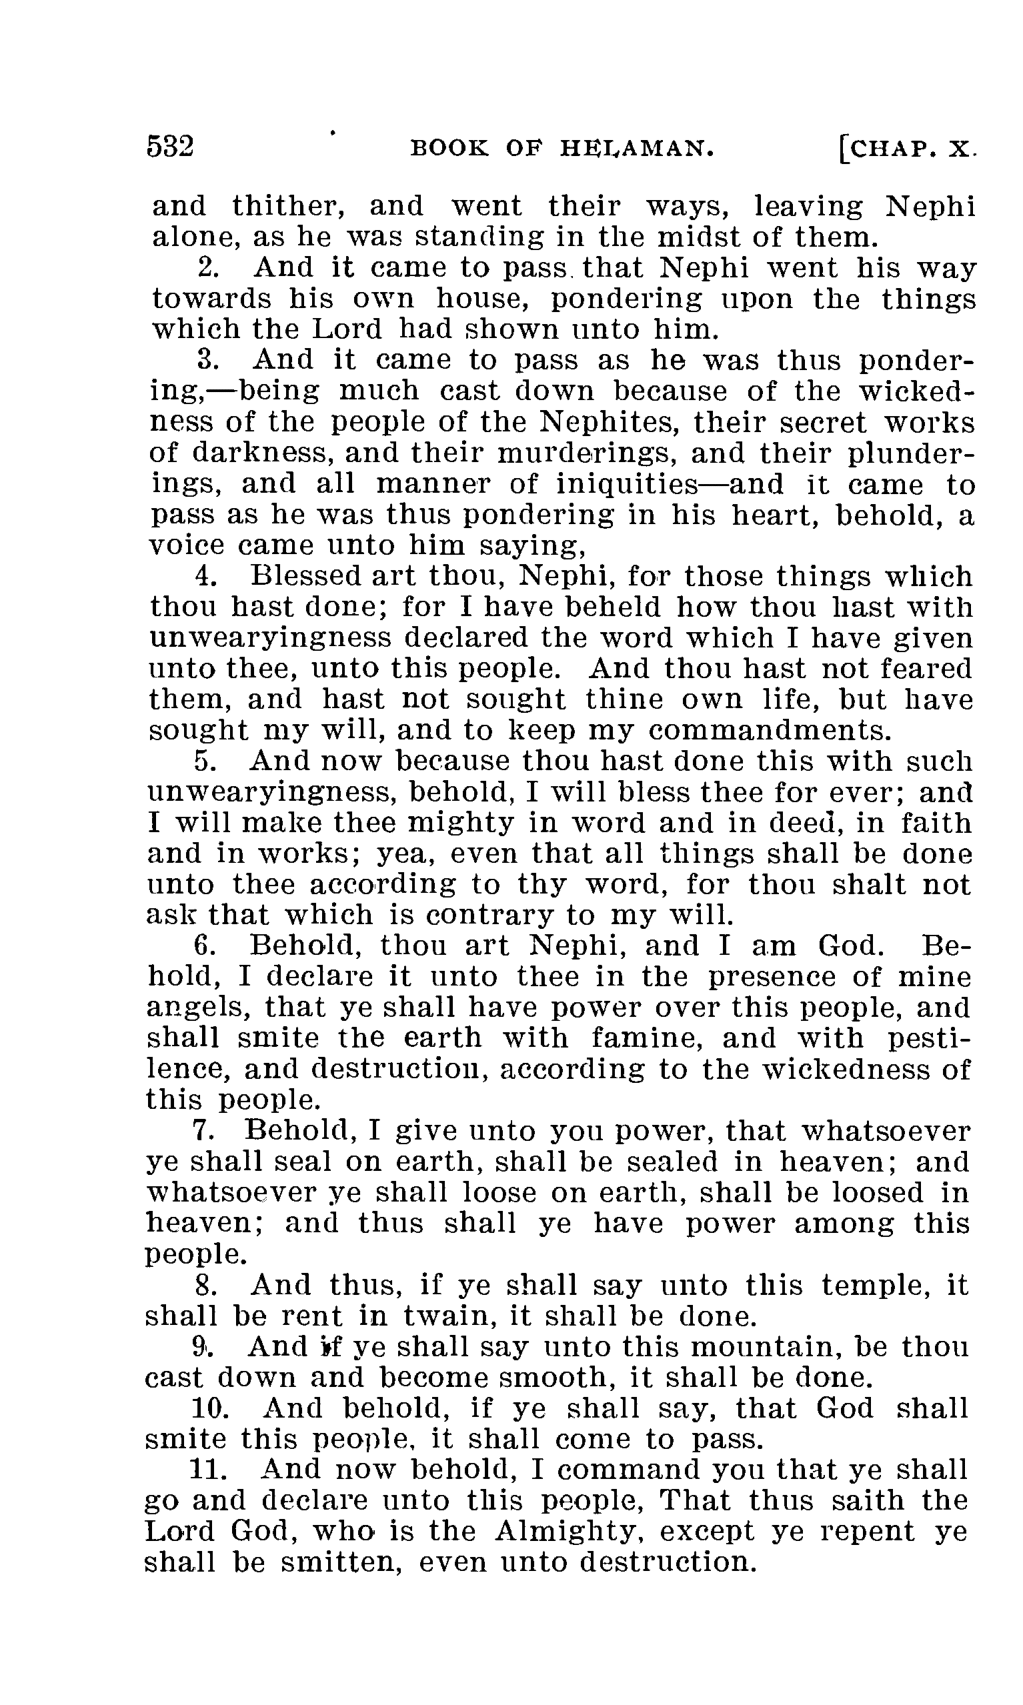 532 BOOK OF HELAMAN. [CHAP. X.
and thither, and went their ways, leaving Nephi
alone, as he was standing in the midst of them.
2. And it came to pass that Nephi went his way
towards his own house, pondering upon the things
which the Lord had shown unto him.
3. And it came to pass as he was thus ponder-
ing,—being much cast down because of the wicked-
ness of the people of the Nephites, their secret works
of darkness, and their murderings, and their plunder-
ings, and all manner of iniquities—and it came to
pass as he was thus pondering in his heart, behold, a
voice came unto him saying,
4. Blessed art thou, Nephi, for those things which
thou hast done; for I have beheld how thou hast with
unwearyingness declared the word which I have given
unto thee, unto this people. And thou hast not feared
them, and hast not sought thine own life, but have
sought my will, and to keep my commandments.
5. And now because thou hast done this with such
unwearyingness, behold, I will bless thee for ever; and
I will make thee mighty in word and in deed, in faith
and in works; yea, even that all things shall be done
unto thee according to thy word, for thou shalt not
ask that which is contrary to my will.
6. Behold, thou art Nephi, and I am God. Be-
hold, I declare it unto thee in the presence of mine
angels, that ye shall have power over this people, and
shall smite the earth with famine, and with pesti-
lence, and destruction, according to the wickedness of
this people.
7. Behold, I give unto you power, that whatsoever
ye shall seal on earth, shall be sealed in heaven; and
whatsoever ye shall loose on earth, shall be loosed in
heaven; and thus shall ye have power among this
people.
8. And thus, if ye shall say unto this temple, it
shall be rent in twain, it shall be done.
9. And if ye shall say unto this mountain, be thou
cast down and become smooth, it shall be done.
10. And behold, if ye shall say, that God shall
smite this people, it shall come to pass.
11. And now behold, I command you that ye shall
go and declare unto this people, That thus saith the
Lord God, who is the Almighty, except ye repent ye
shall be smitten, even unto destruction.